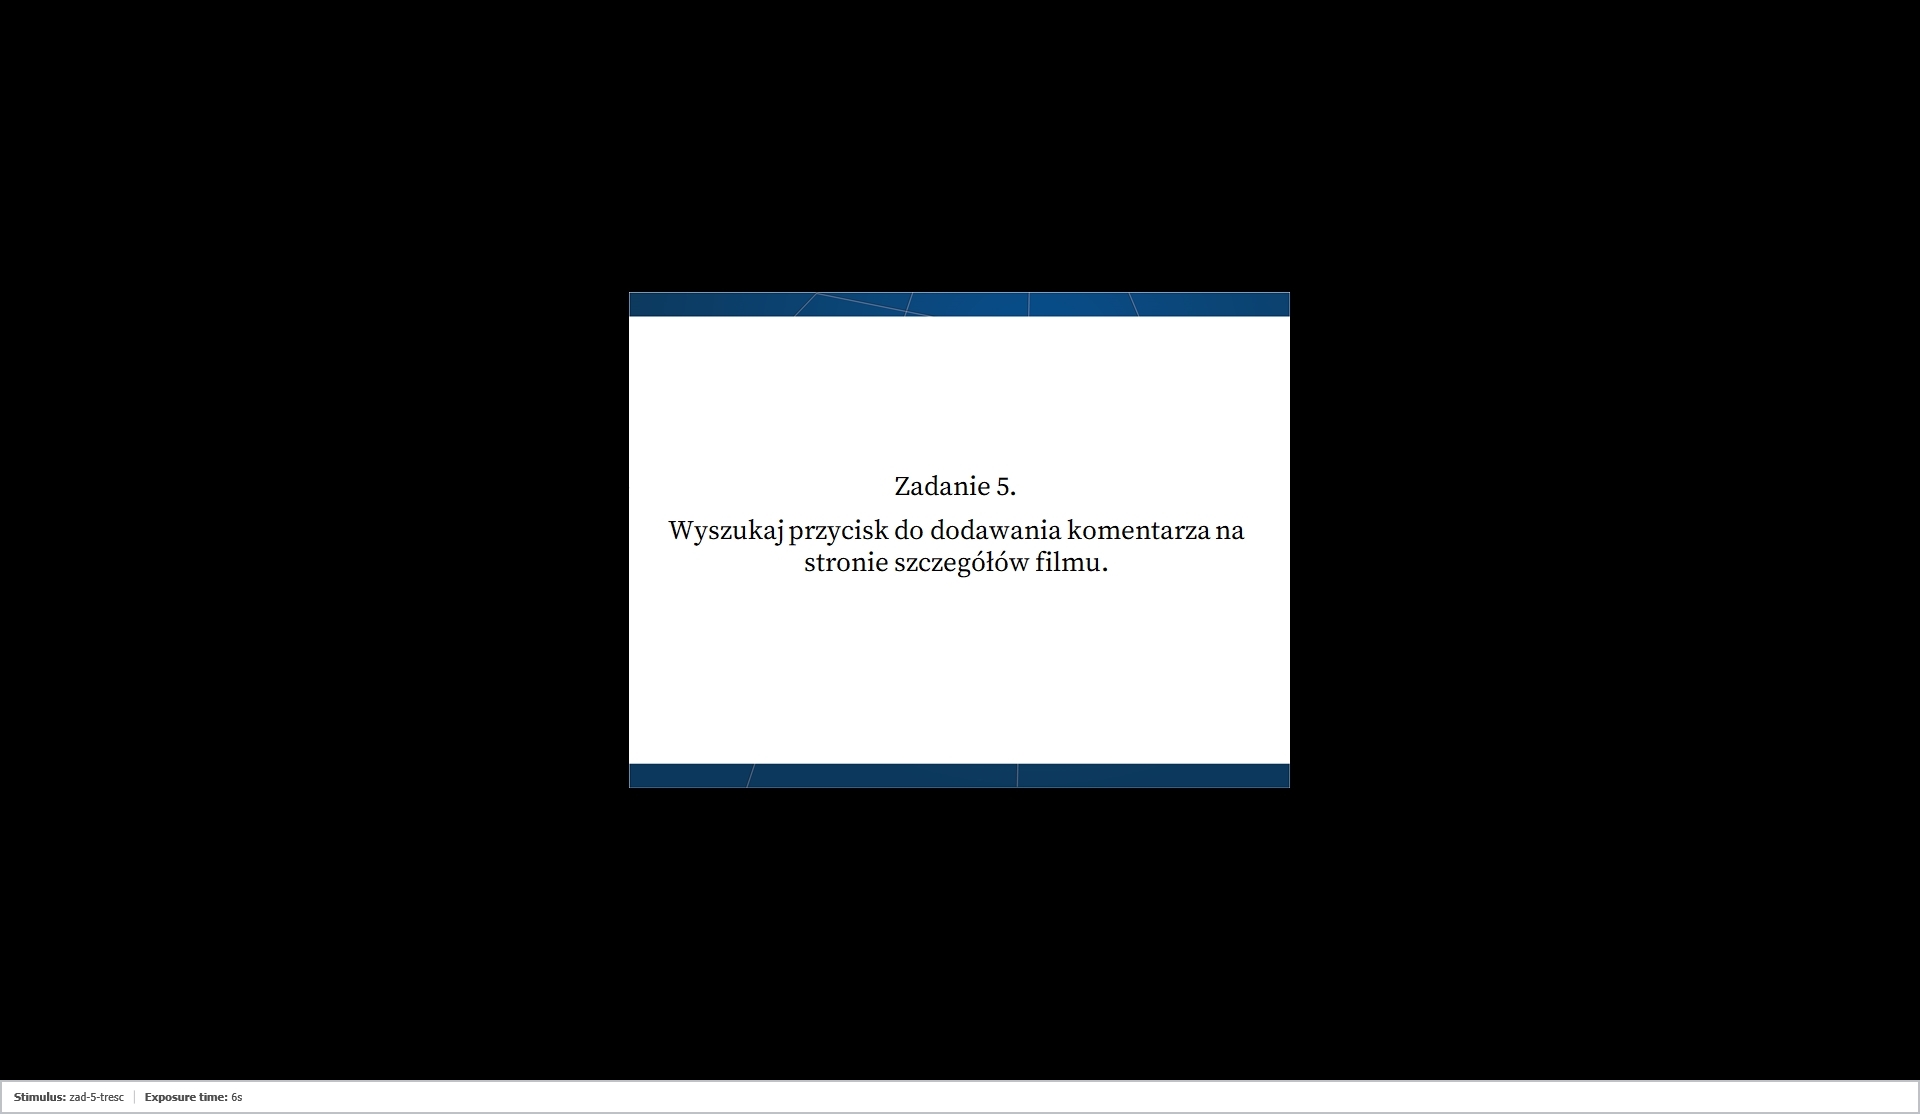 Zadanie 5.
Wyszukaj przycisk do dodawania komentarza na
stronie szczegółów filmu.
Stimulus: zad-5-tresc | Exposure time: 6s